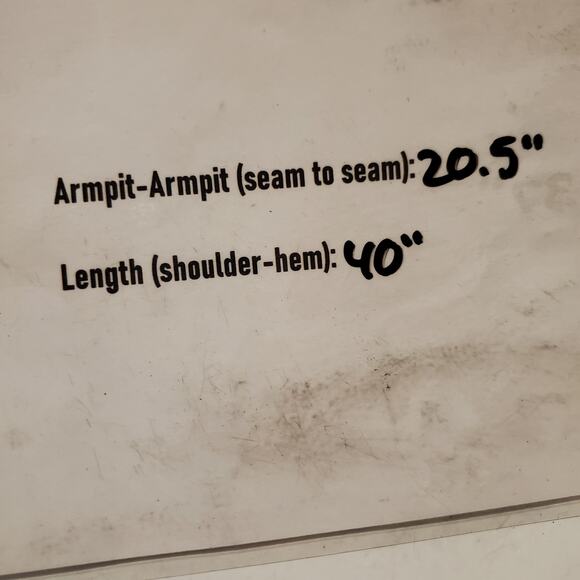 Armpit-Armpit (seam to seam): 20.5"
Length (shoulder-hem): 40"